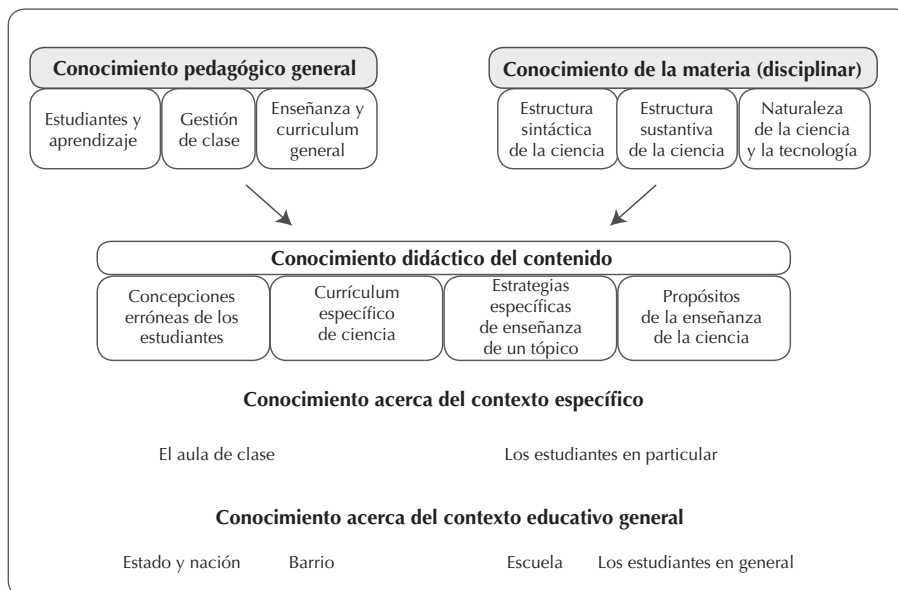 Conocimiento pedagógico general
Estudiantes y
aprendizaje
Gestión
de clase
Enseñanza y
curriculum
general
Conocimiento de la materia (disciplinar)
Estructura
sintáctica
de la ciencia
Estructura
sustantiva
de la ciencia
Naturaleza
de la ciencia
y la tecnología
Conocimiento didáctico del contenido
Concepciones
erróneas de los
estudiantes
Currículum
específico
de ciencia
Estrategias
específicas
de enseñanza
de un tópico
Propósitos
de la enseñanza
de la ciencia
Conocimiento acerca del contexto específico
El aula de clase
Los estudiantes en particular
Conocimiento acerca del contexto educativo general
Estado y nación
Barrio
Escuela
Los estudiantes en general